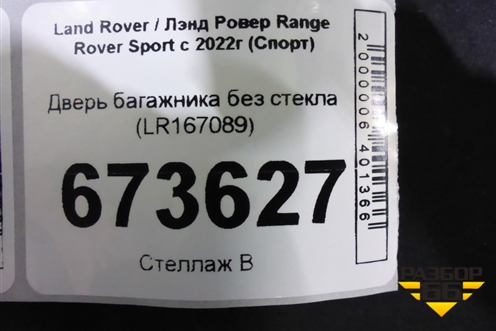 Land Rover / Лэнд Ровер Range
Rover Sport с 2022г (Спорт)
Дверь багажника без стекла
(LR167089)
673627
Стеллаж В
2000006401366
РАЗБОР
66